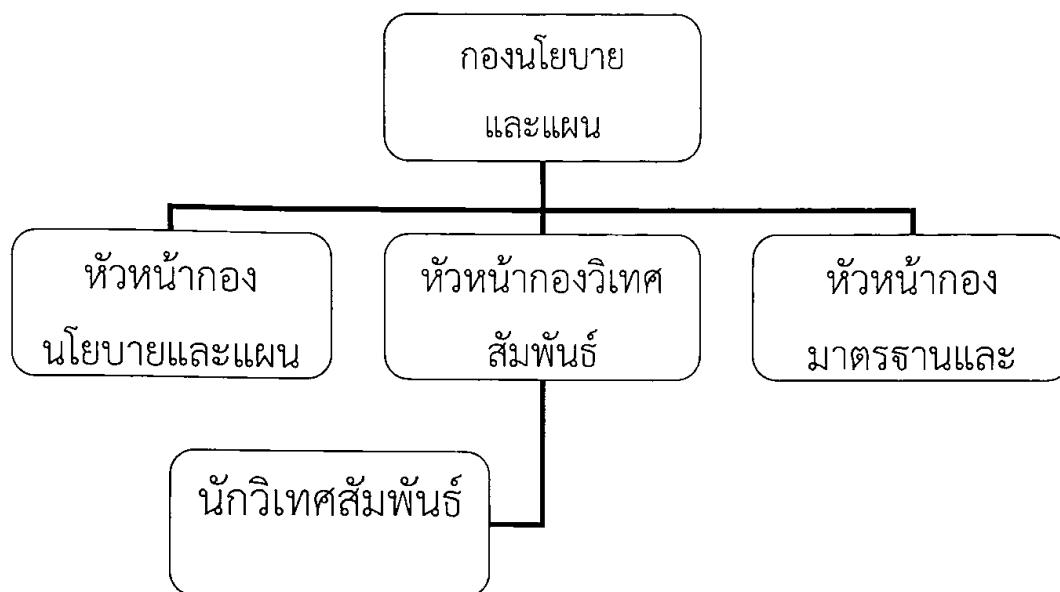 กองนโยบาย
และแผน
หัวหน้ากอง
นโยบายและแผน
หัวหน้ากองวิเทศ
สัมพันธ์
หัวหน้ากอง
มาตรฐานและ
นักวิเทศสัมพันธ์